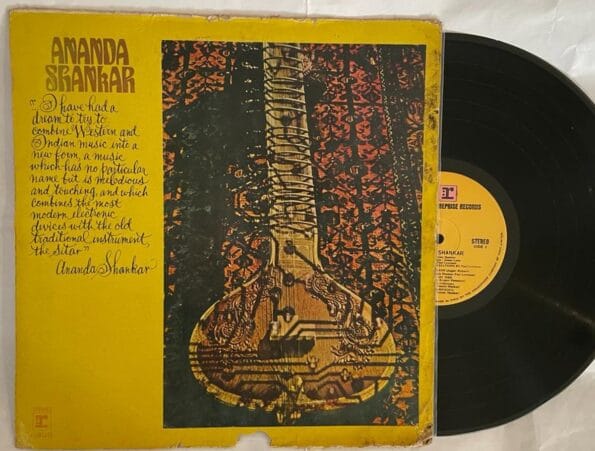 ANANDA
SHANKAR
"I have had a
dream to try to
combine Western and
Indian music into a
new form, a music
which has no particular
name but is melodious
and touching, and which
combines the most
modern electronic
devices with the old
traditional instrument,
the sitar"
Ananda Shankar
REPRISE RECORDS
STEREO
SIDE 1
SHANKAR